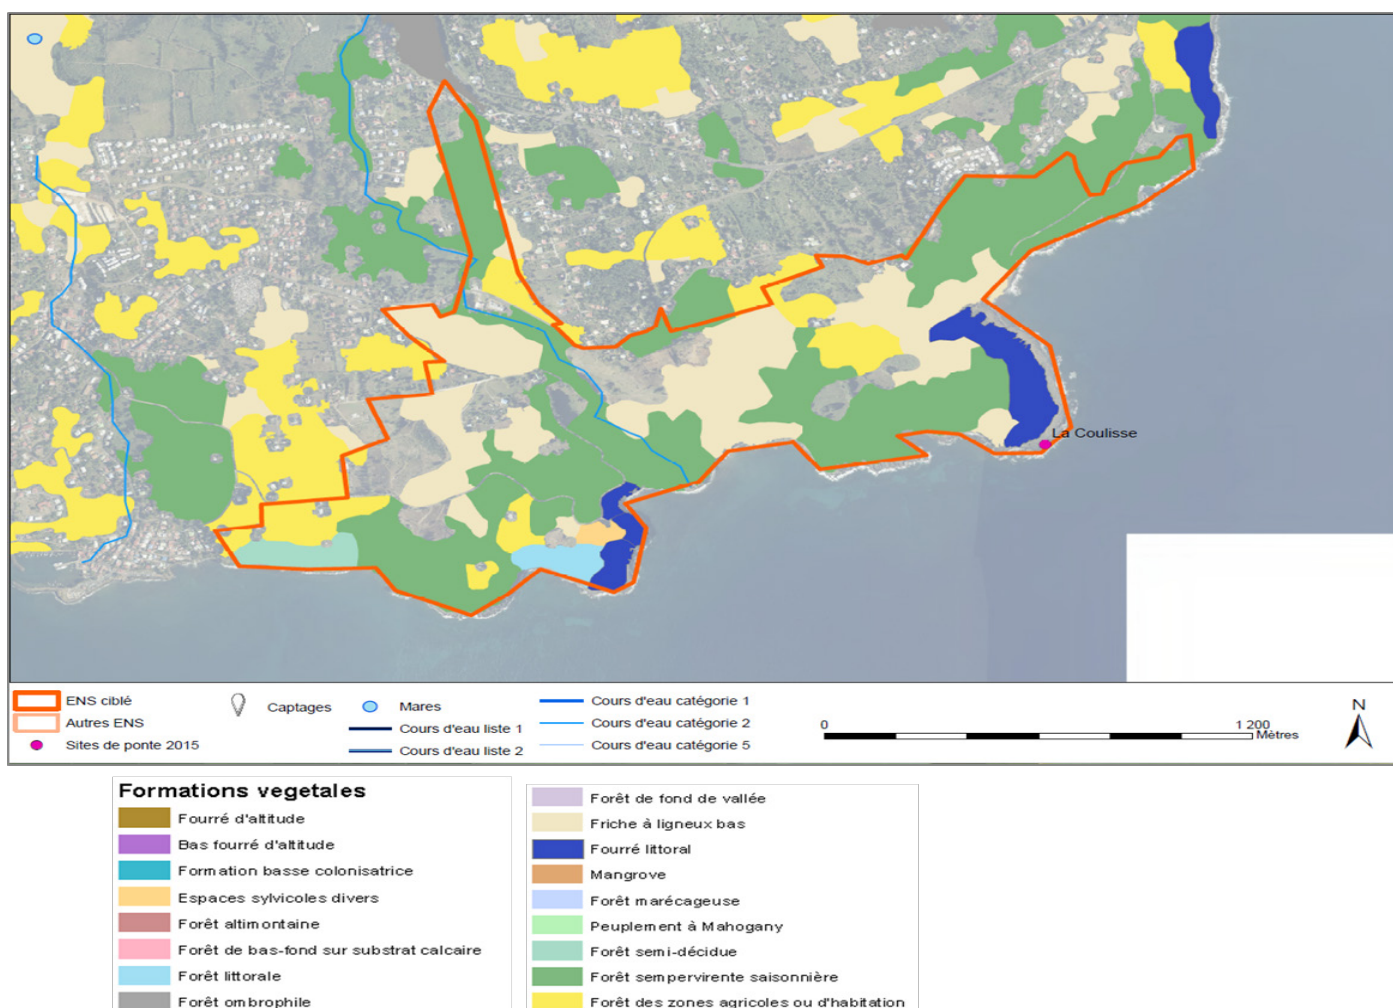 La Coulisse
ENS ciblé
Autres ENS
Sites de ponte 2015
Captages
Mares
Cours d'eau liste 1
Cours d'eau liste 2
Cours d'eau catégorie 1
Cours d'eau catégorie 2
Cours d'eau catégorie 5
0 1 200
Mètres
N
Formations vegetales
Fourré d'altitude
Bas fourré d'altitude
Formation basse colonisatrice
Espaces sylvicoles divers
Forêt altimontaine
Forêt de bas-fond sur substrat calcaire
Forêt littorale
Forêt ombrophile
Forêt de fond de vallée
Friche à ligneux bas
Fourré littoral
Mangrove
Forêt marécageuse
Peuplement à Mahogany
Forêt semi-décidue
Forêt sempervirente saisonnière
Forêt des zones agricoles ou d'habitation